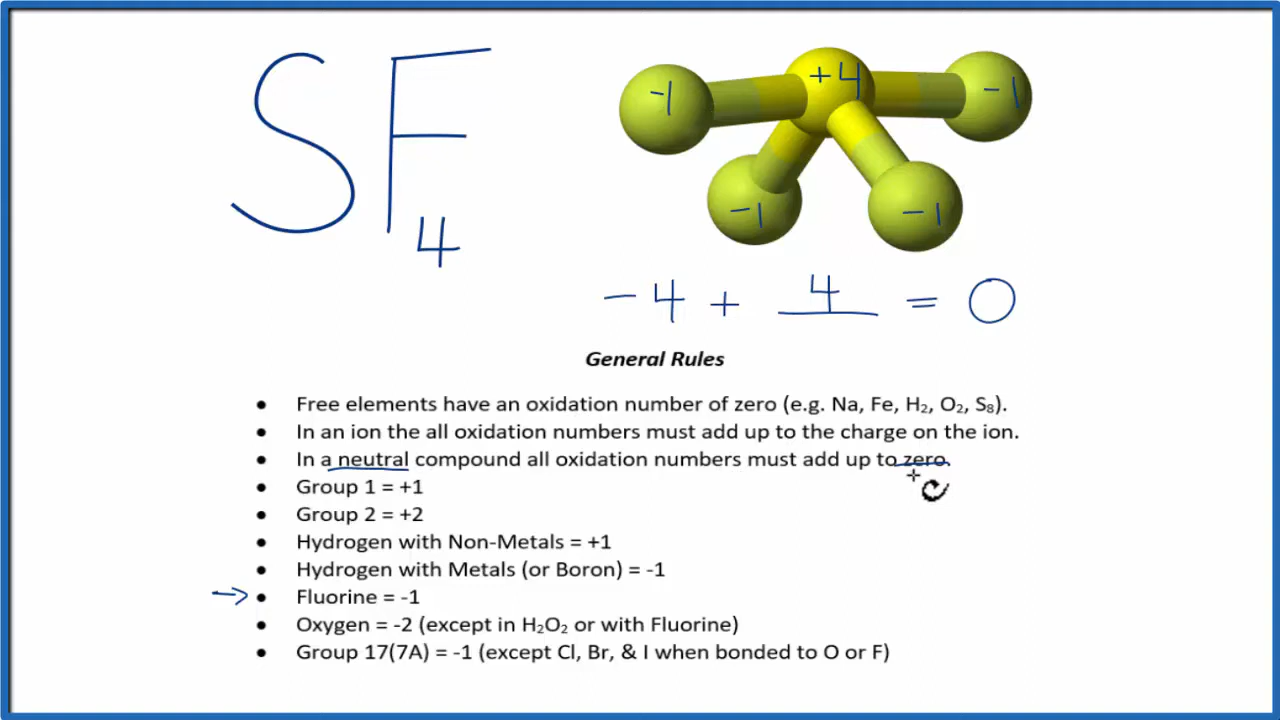 SF₄
+4
-1 -1
-1 -1
-4 + 4 = 0
General Rules
• Free elements have an oxidation number of zero (e.g. Na, Fe, H₂, O₂, S₈).
• In an ion the all oxidation numbers must add up to the charge on the ion.
• In a neutral compound all oxidation numbers must add up to zero.
• Group 1 = +1
• Group 2 = +2
• Hydrogen with Non-Metals = +1
• Hydrogen with Metals (or Boron) = -1
→ • Fluorine = -1
• Oxygen = -2 (except in H₂O₂ or with Fluorine)
• Group 17(7A) = -1 (except Cl, Br, & I when bonded to O or F)